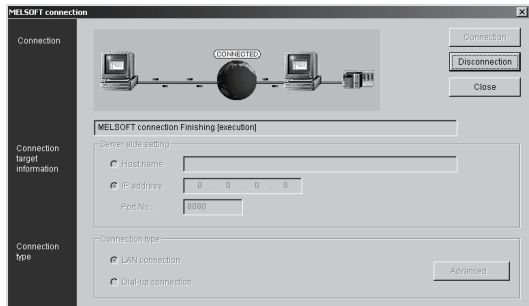 MELSOFT connection
Connection
CONNECTED
Connection
Disconnection
Close
MELSOFT connection Finishing [execution]
Connection
target
information
Server side setting
Host name
IP address
0 . 0 . 0 . 0
Port No.
8080
Connection
type
Connection type
LAN connection
Dial-up connection
Advanced...